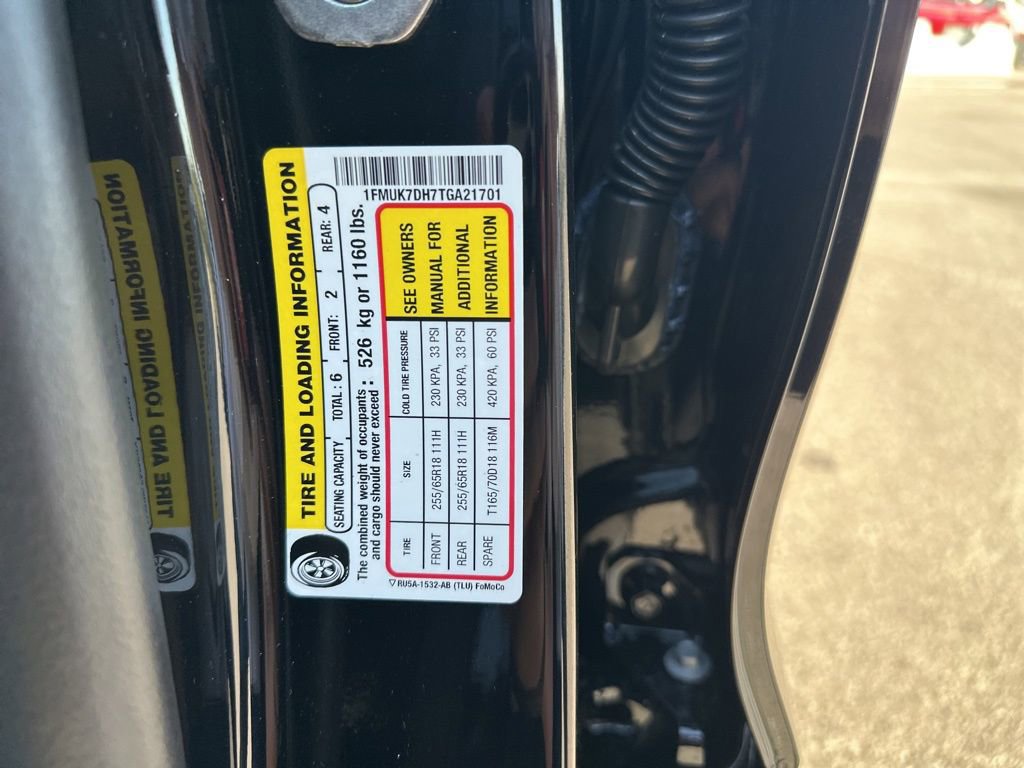 1FMUK7DH7TGA21701
TIRE AND LOADING INFORMATION
SEATING CAPACITY TOTAL : 6 FRONT: 2 REAR: 4
The combined weight of occupants and cargo should never exceed : 526 kg or 1160 lbs.
TIRE SIZE COLD TIRE PRESSURE
FRONT 255/65R18 111H 230 KPA, 33 PSI
REAR 255/65R18 111H 230 KPA, 33 PSI
SPARE T165/70D18 116M 420 KPA, 60 PSI
SEE OWNERS
MANUAL FOR
ADDITIONAL
INFORMATION
▽ RU5A-1532-AB (TLU) FoMoCo